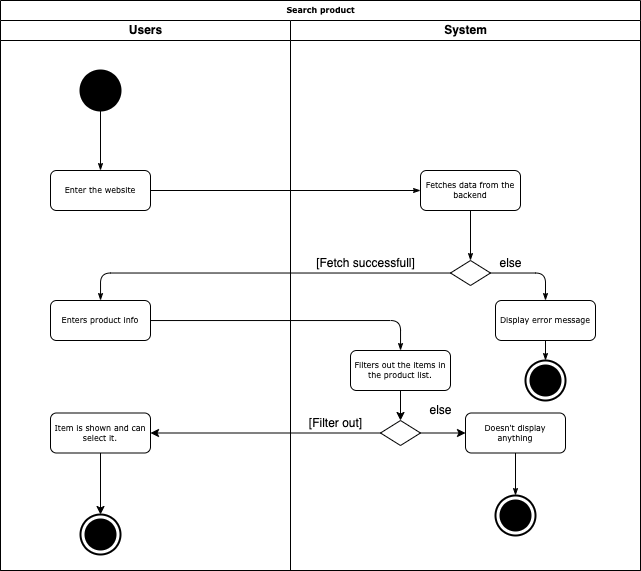 Search product
Users
System
Enter the website
Fetches data from the
backend
[Fetch successfull]
else
Enters product info
Display error message
Filters out the items in
the product list.
else
[Filter out]
Item is shown and can
select it.
Doesn't display
anything